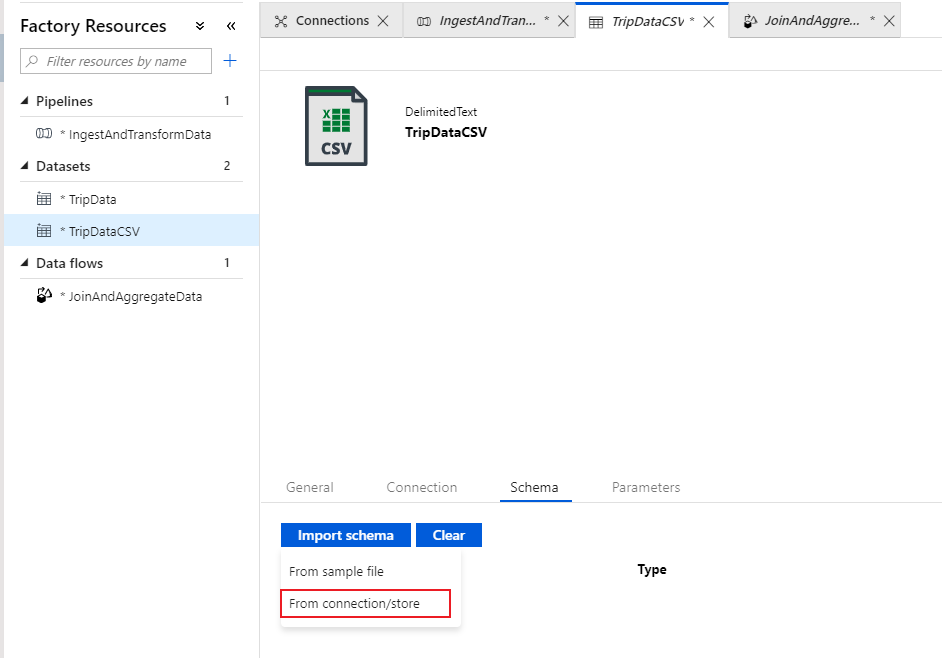 Factory Resources
Filter resources by name
Pipelines 1
* IngestAndTransformData
Datasets 2
* TripData
* TripDataCSV
Data flows 1
* JoinAndAggregateData
Connections
IngestAndTran... *
TripDataCSV *
JoinAndAggre... *
X
CSV
DelimitedText
TripDataCSV
General Connection Schema Parameters
Import schema Clear
From sample file
From connection/store
Type